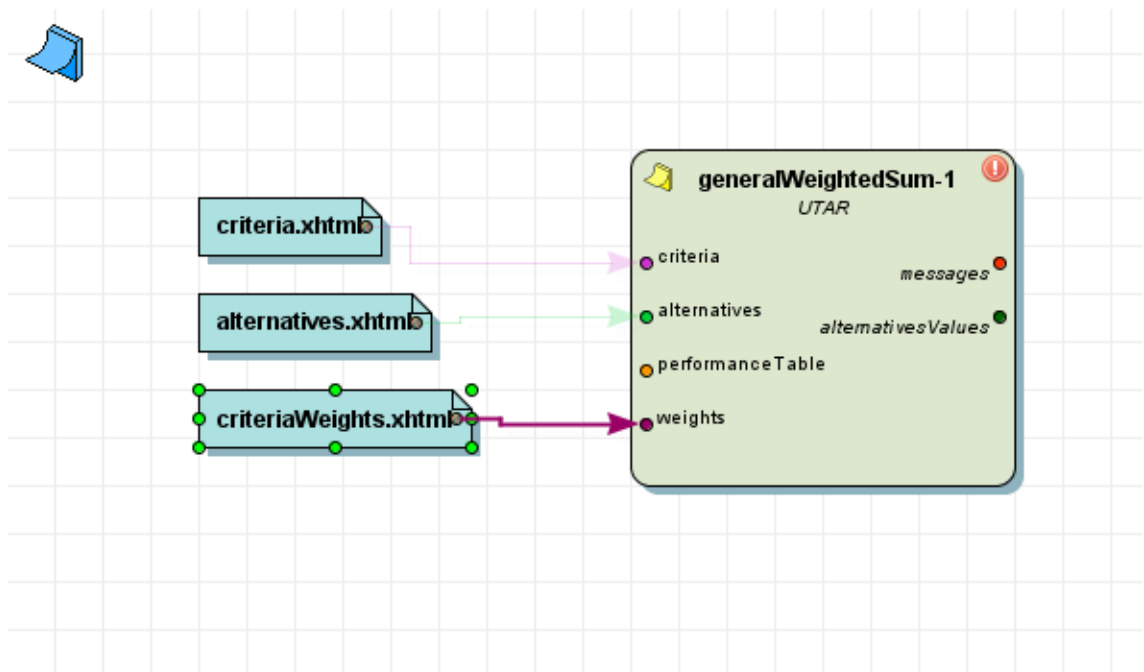 generalWeightedSum-1
UTAR
criteria.xhtml
criteria
messages
alternatives.xhtml
alternatives
alternativesValues
performanceTable
criteriaWeights.xhtml
weights